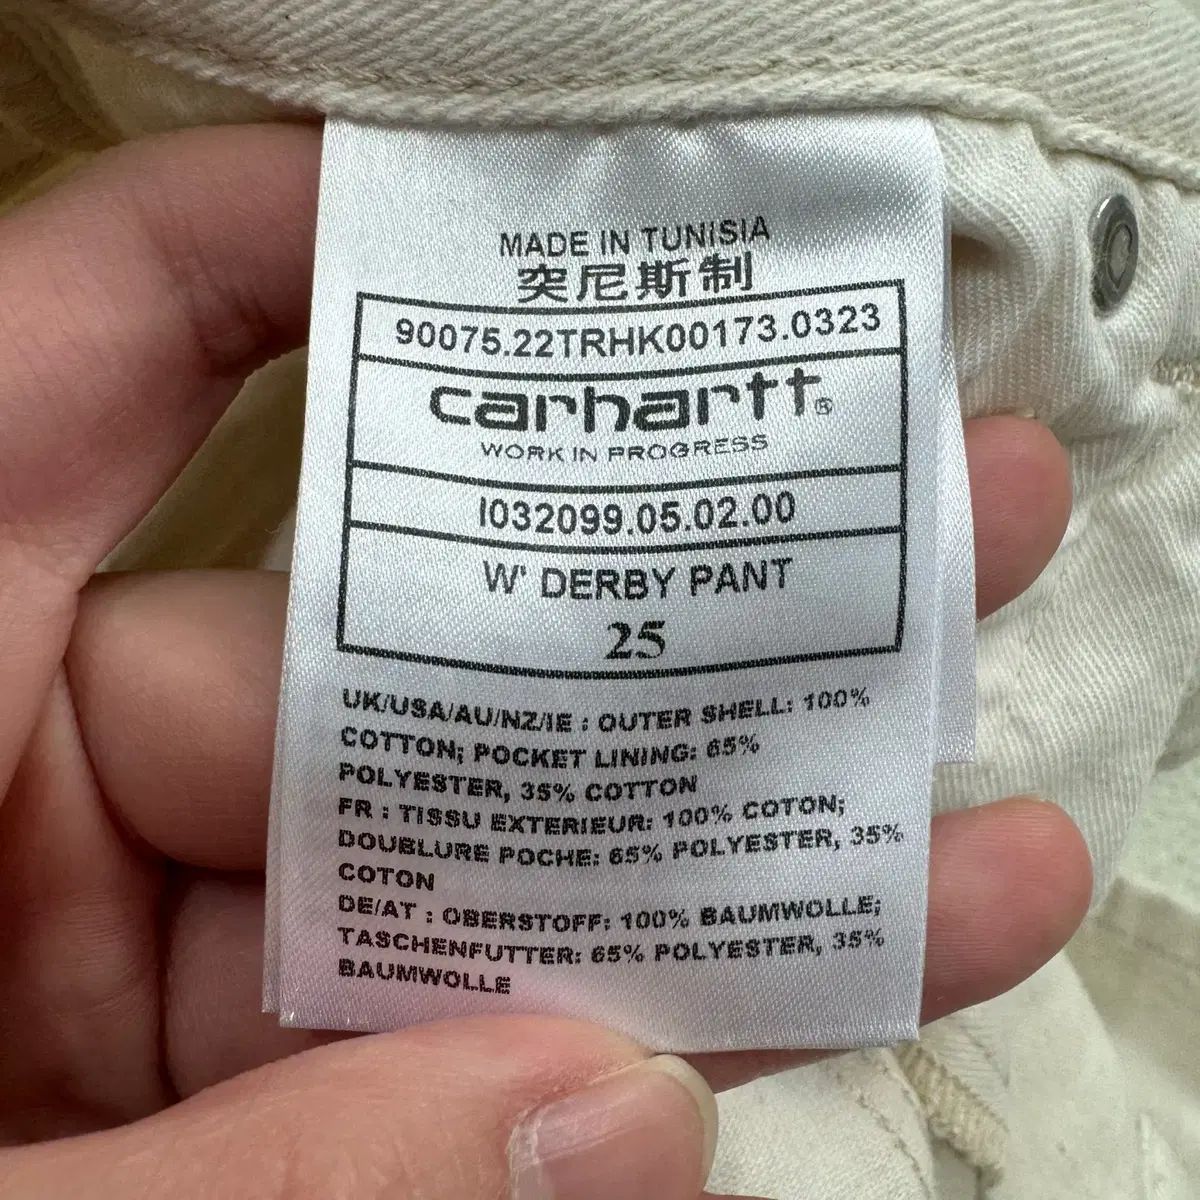 MADE IN TUNISIA
突尼斯制
90075.22TRHK00173.0323
carhartt®
WORK IN PROGRESS
I032099.05.02.00
W' DERBY PANT
25
UK/USA/AU/NZ/IE : OUTER SHELL: 100%
COTTON; POCKET LINING: 65%
POLYESTER, 35% COTTON
FR : TISSU EXTERIEUR: 100% COTON;
DOUBLURE POCHE: 65% POLYESTER, 35%
COTON
DE/AT : OBERSTOFF: 100% BAUMWOLLE;
TASCHENFUTTER: 65% POLYESTER, 35%
BAUMWOLLE